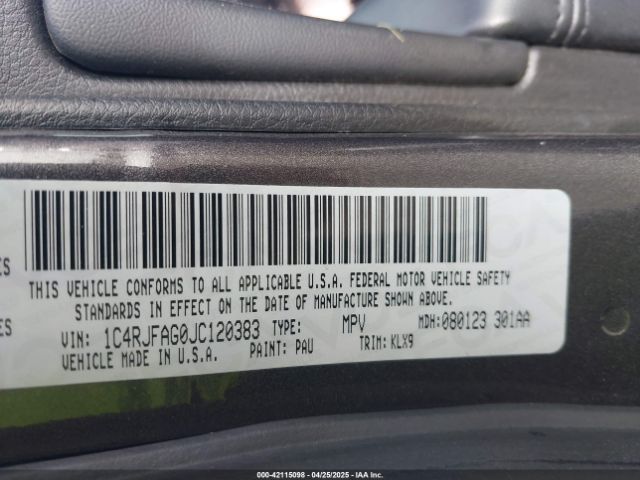 ES
THIS VEHICLE CONFORMS TO ALL APPLICABLE U.S.A. FEDERAL MOTOR VEHICLE SAFETY
STANDARDS IN EFFECT ON THE DATE OF MANUFACTURE SHOWN ABOVE.
ES
VIN: 1C4RJFAG0JC120383 TYPE: MPV MDH:080123 301AA
VEHICLE MADE IN U.S.A. PAINT: PAU TRIM: KLX9
000-42115098 - 04/25/2025 - IAA Inc.